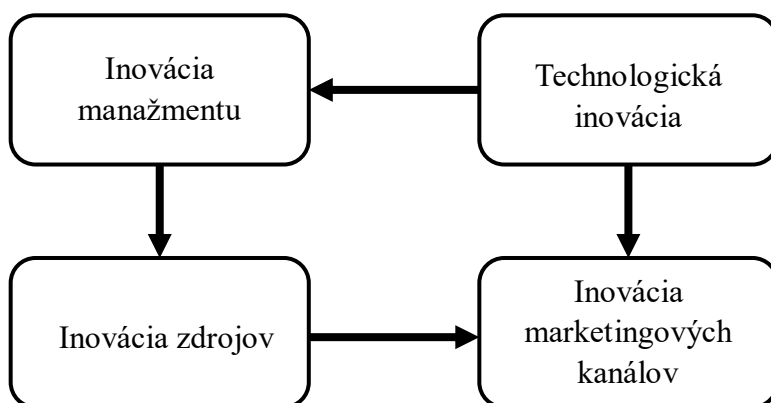 Inovácia
manažmentu
Technologická
inovácia
Inovácia zdrojov
Inovácia
marketingových
kanálov